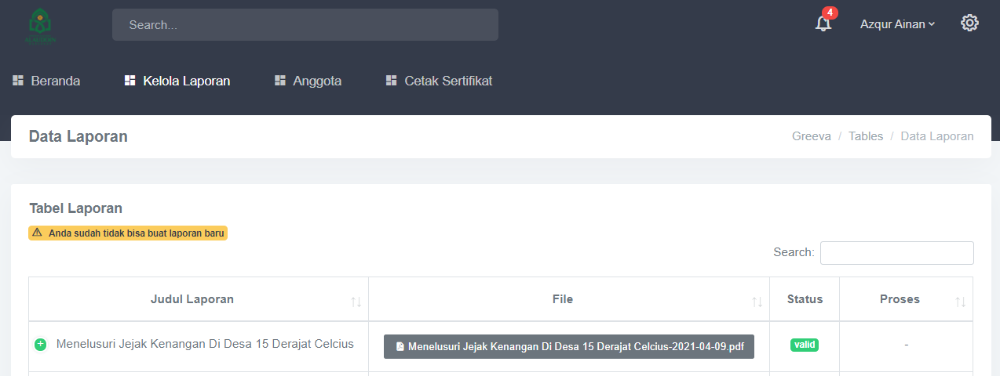 Search...
4
Azqur Ainan
Beranda
Kelola Laporan
Anggota
Cetak Sertifikat
Data Laporan
Greeva / Tables / Data Laporan
Tabel Laporan
Anda sudah tidak bisa buat laporan baru
Search:
Judul Laporan
File
Status
Proses
Menelusuri Jejak Kenangan Di Desa 15 Derajat Celcius
Menelusuri Jejak Kenangan Di Desa 15 Derajat Celcius-2021-04-09.pdf
valid
-